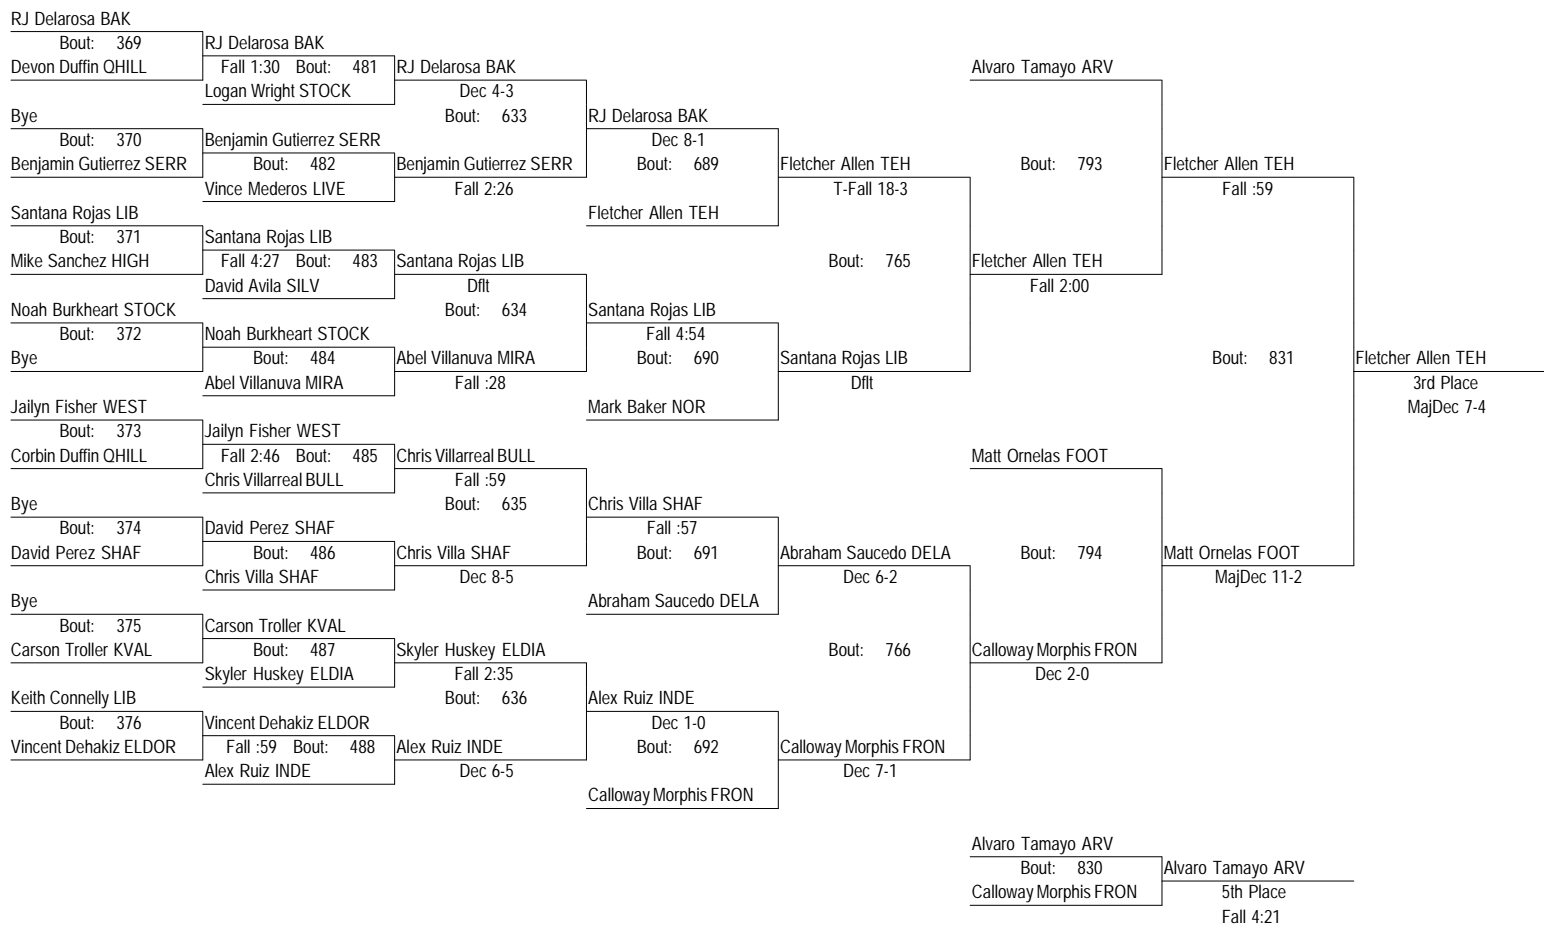 RJ Delarosa BAK
Bout: 369 RJ Delarosa BAK
Devon Duffin QHILL Fall 1:30 Bout: 481 RJ Delarosa BAK Alvaro Tamayo ARV
Logan Wright STOCK Dec 4-3
Bye Bout: 633 RJ Delarosa BAK
Bout: 370 Benjamin Gutierrez SERR Dec 8-1
Benjamin Gutierrez SERR Bout: 482 Benjamin Gutierrez SERR Bout: 689 Fletcher Allen TEH Bout: 793 Fletcher Allen TEH
Vince Mederos LIVE Fall 2:26 T-Fall 18-3 Fall :59
Santana Rojas LIB Fletcher Allen TEH
Bout: 371 Santana Rojas LIB
Mike Sanchez HIGH Fall 4:27 Bout: 483 Santana Rojas LIB Bout: 765 Fletcher Allen TEH
David Avila SILV Dflt Fall 2:00
Noah Burkheart STOCK Bout: 634 Santana Rojas LIB
Bout: 372 Noah Burkheart STOCK Fall 4:54
Bye Bout: 484 Abel Villanuva MIRA Bout: 690 Santana Rojas LIB Bout: 831 Fletcher Allen TEH
Abel Villanuva MIRA Fall :28 Dflt 3rd Place
Jailyn Fisher WEST Mark Baker NOR MajDec 7-4
Bout: 373 Jailyn Fisher WEST
Corbin Duffin QHILL Fall 2:46 Bout: 485 Chris Villarreal BULL Matt Ornelas FOOT
Chris Villarreal BULL Fall :59
Bye Bout: 635 Chris Villa SHAF
Bout: 374 David Perez SHAF Fall :57
David Perez SHAF Bout: 486 Chris Villa SHAF Bout: 691 Abraham Saucedo DELA Bout: 794 Matt Ornelas FOOT
Chris Villa SHAF Dec 8-5 Dec 6-2 MajDec 11-2
Bye Abraham Saucedo DELA
Bout: 375 Carson Troller KVAL
Carson Troller KVAL Bout: 487 Skyler Huskey ELDIA Bout: 766 Calloway Morphis FRON
Skyler Huskey ELDIA Fall 2:35 Dec 2-0
Keith Connelly LIB Bout: 636 Alex Ruiz INDE
Bout: 376 Vincent Dehakiz ELDOR Dec 1-0
Vincent Dehakiz ELDOR Fall :59 Bout: 488 Alex Ruiz INDE Bout: 692 Calloway Morphis FRON
Alex Ruiz INDE Dec 6-5 Dec 7-1
Calloway Morphis FRON
Alvaro Tamayo ARV
Bout: 830 Alvaro Tamayo ARV
Calloway Morphis FRON 5th Place
Fall 4:21